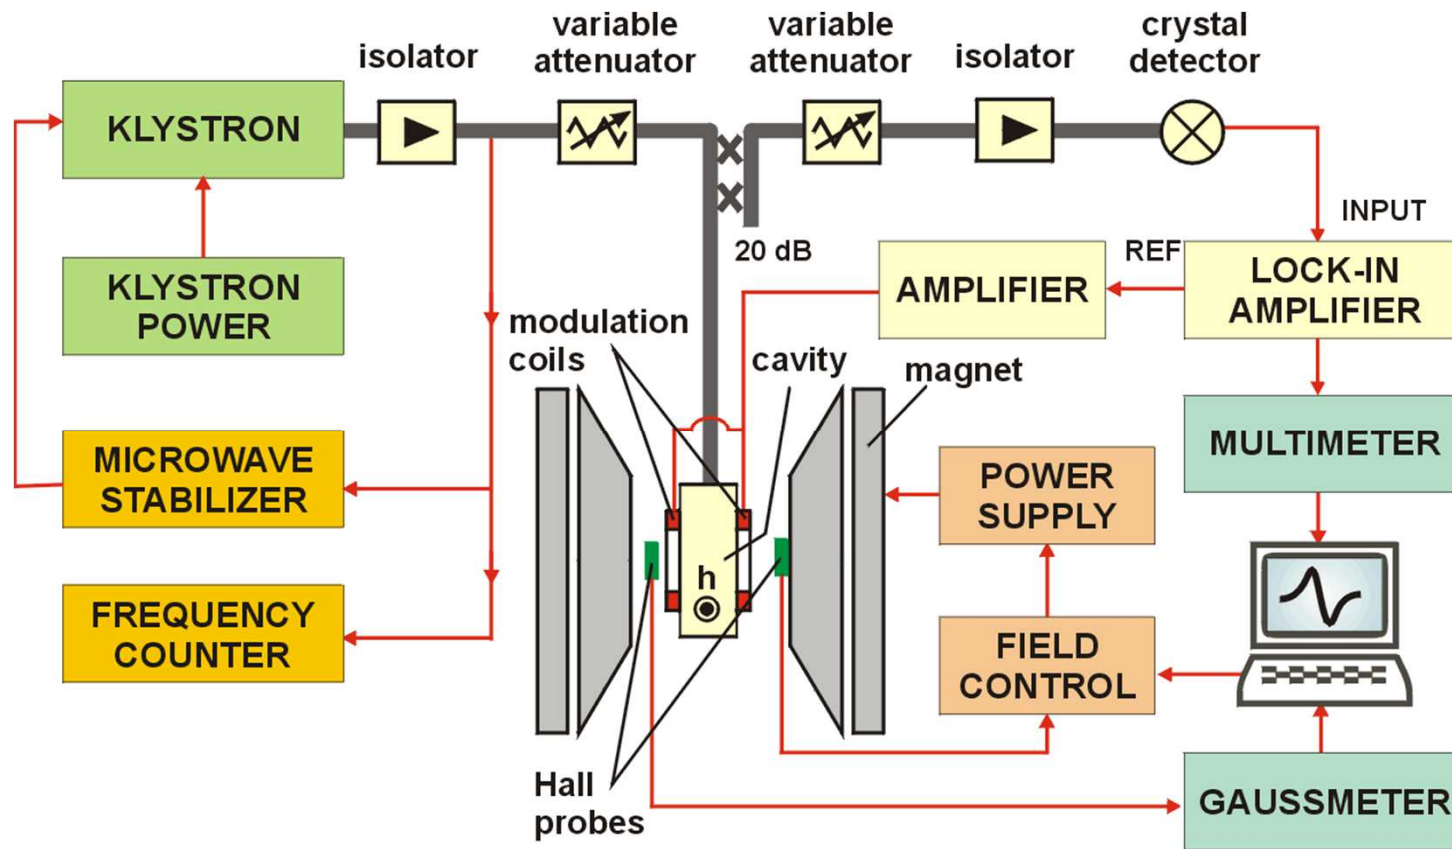 variable
attenuator
variable
attenuator
crystal
detector
isolator
isolator
KLYSTRON
INPUT
20 dB
REF
KLYSTRON
POWER
AMPLIFIER
LOCK-IN
AMPLIFIER
modulation
coils
cavity
magnet
MICROWAVE
STABILIZER
POWER
SUPPLY
MULTIMETER
h
FREQUENCY
COUNTER
FIELD
CONTROL
Hall
probes
GAUSSMETER